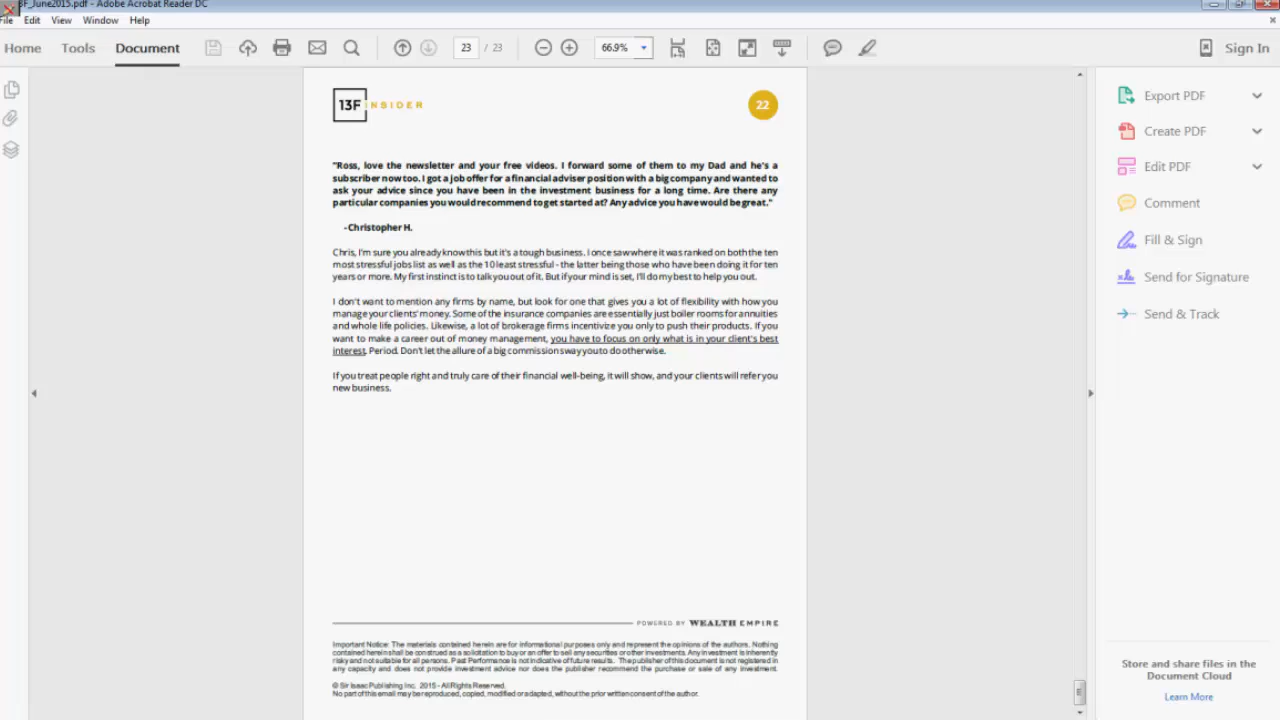 8F_June2015.pdf - Adobe Acrobat Reader DC
File Edit View Window Help
Home Tools Document 23 / 23 66.9% Sign In
13F INSIDER 22
"Ross, love the newsletter and your free videos. I forward some of them to my Dad and he's a
subscriber now too. I got a job offer for a financial adviser position with a big company and wanted to
ask your advice since you have been in the investment business for a long time. Are there any
particular companies you would recommend to get started at? Any advice you have would be great."
-Christopher H.
Chris, I'm sure you already know this but it's a tough business. I once saw where it was ranked on both the ten
most stressful jobs list as well as the 10 least stressful - the latter being those who have been doing it for ten
years or more. My first instinct is to talk you out of it. But if your mind is set, I'll do my best to help you out.
I don't want to mention any firms by name, but look for one that gives you a lot of flexibility with how you
manage your clients' money. Some of the insurance companies are essentially just boiler rooms for annuities
and whole life policies. Likewise, a lot of brokerage firms incentivize you only to push their products. If you
want to make a career out of money management, you have to focus on only what is in your client's best
interest. Period. Don't let the allure of a big commission sway you to do otherwise.
If you treat people right and truly care of their financial well-being, it will show, and your clients will refer you
new business.
POWERED BY WEALTH EMPIRE
Important Notice: The materials contained herein are for informational purposes only and represent the opinions of the authors. Nothing
contained herein shall be construed as a solicitation to buy or an offer to sell any securities or other investments. Any investment is inherently
risky and not suitable for all persons. Past Performance is not indicative of future results. The publisher of this document is not registered in
any capacity and does not provide investment advice nor does the publisher recommend the purchase or sale of any investment.
© Sir Isaac Publishing Inc. 2015 - All Rights Reserved.
No part of this email may be reproduced, copied, modified or adapted, without the prior written consent of the author.
Export PDF
Create PDF
Edit PDF
Comment
Fill & Sign
Send for Signature
Send & Track
Store and share files in the
Document Cloud
Learn More